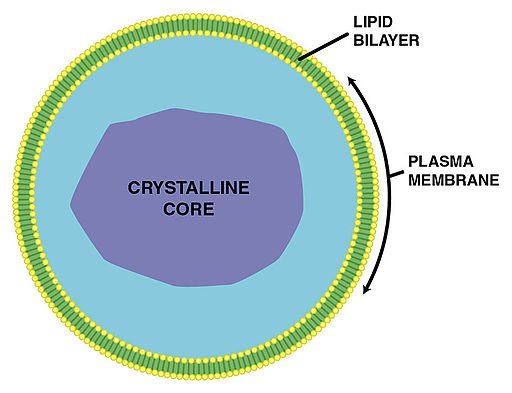 LIPID
BILAYER
PLASMA
MEMBRANE
CRYSTALLINE
CORE